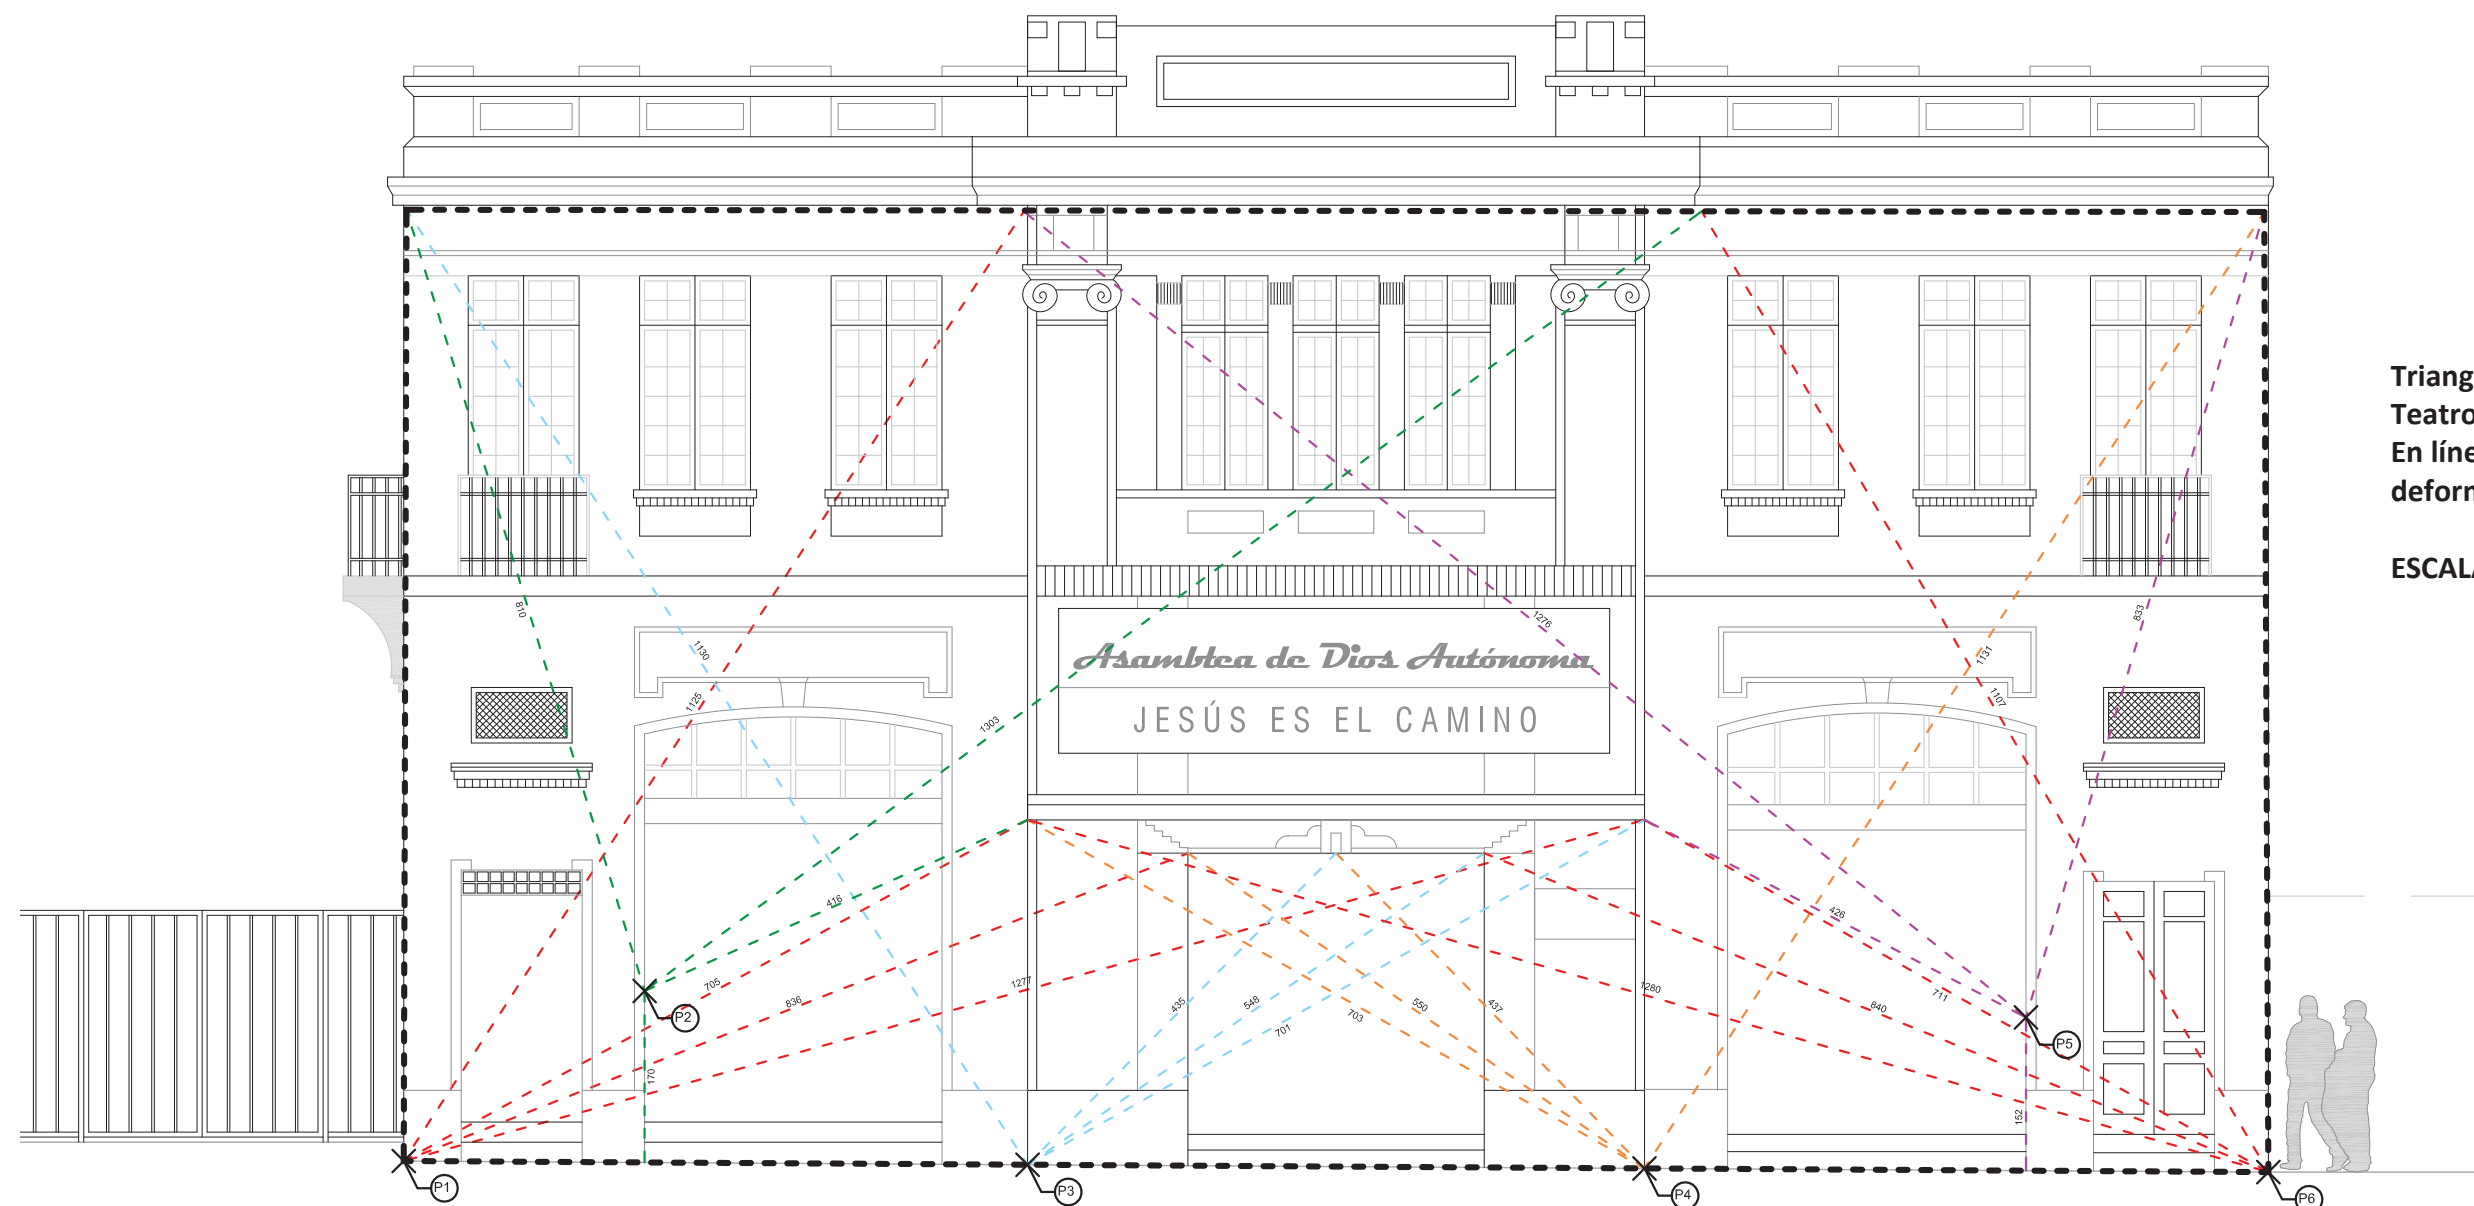 Triang
Teatro
En líne
deforn
ESCALA
810
1130
1125
1303
1276
833
1131
1107
Asamblea de Dios Autónoma
JESÚS ES EL CAMINO
416
705
836
1277
435
548
701
703
550
437
1280
840
711
426
170
152
P2
P5
P1
P3
P4
P6